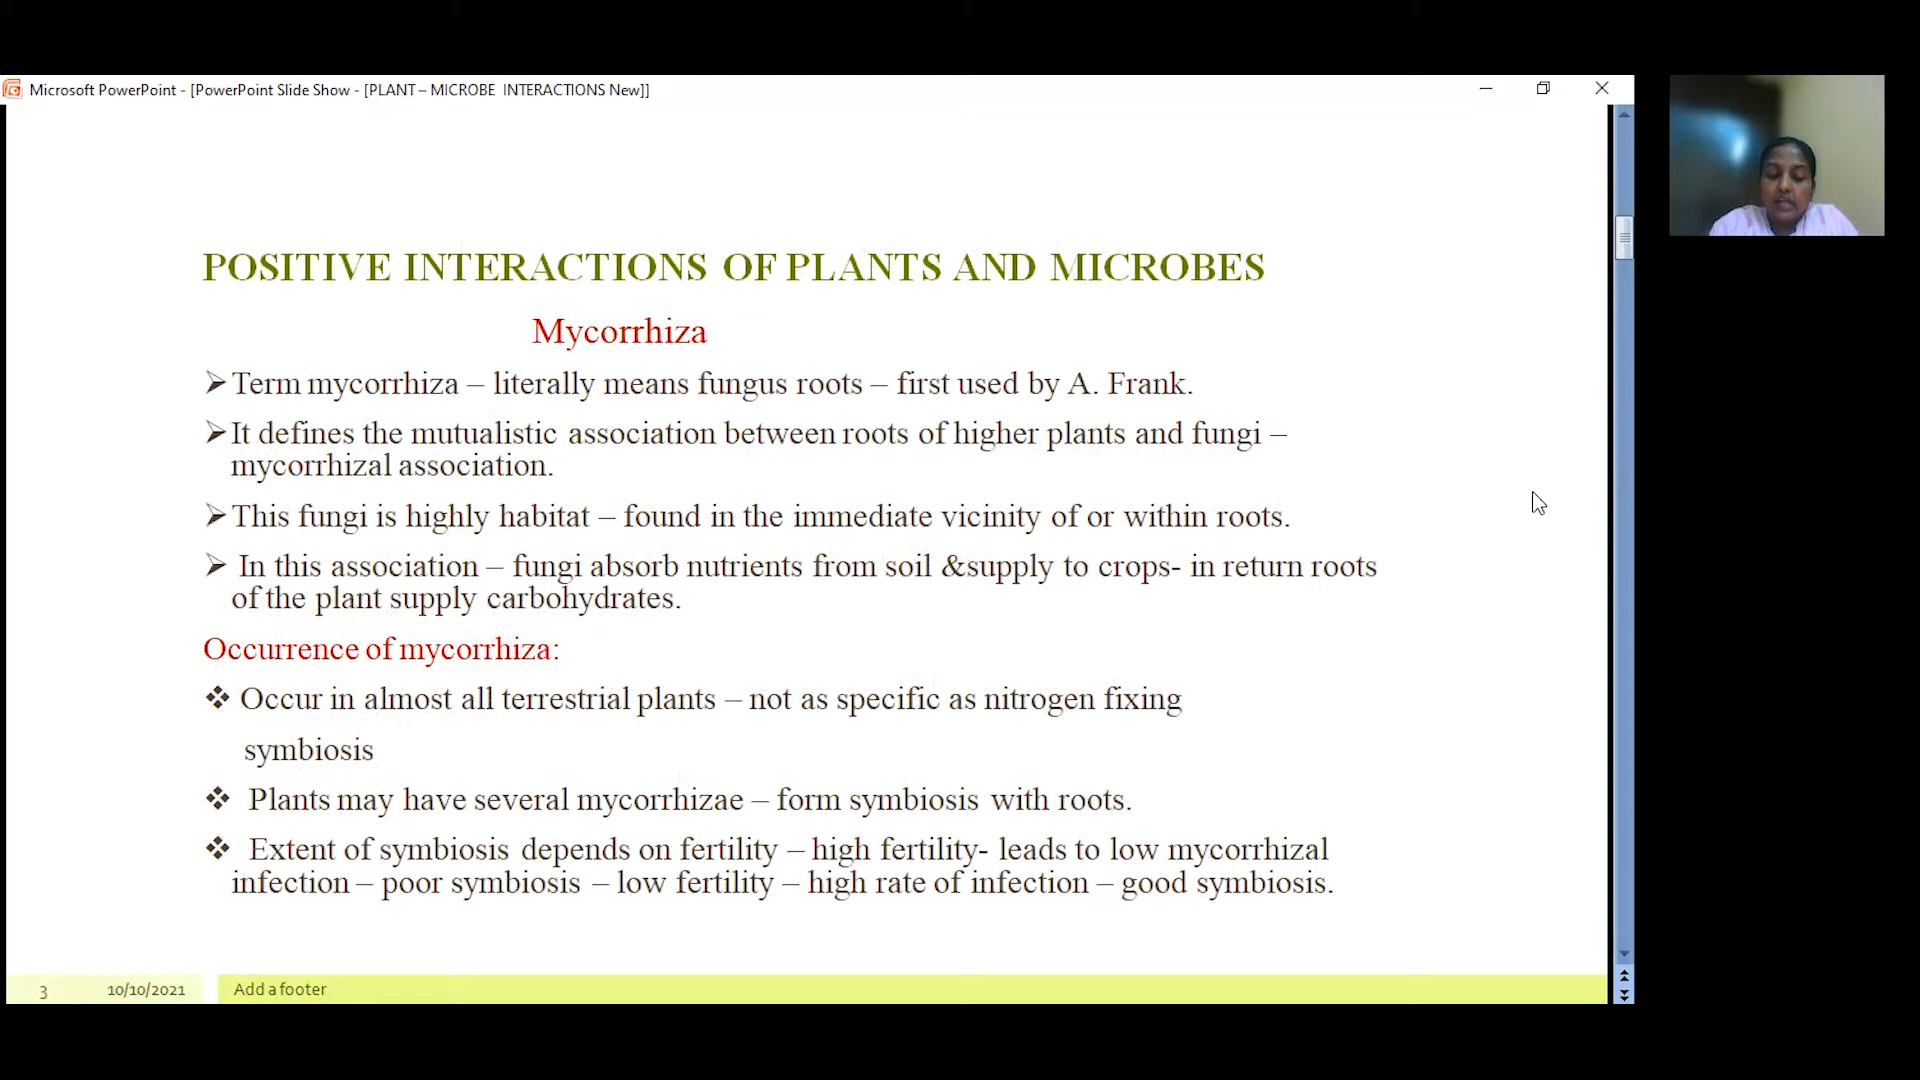 Microsoft PowerPoint - [PowerPoint Slide Show - [PLANT – MICROBE  INTERACTIONS New]]
POSITIVE INTERACTIONS OF PLANTS AND MICROBES
Mycorrhiza
➢Term mycorrhiza – literally means fungus roots – first used by A. Frank.
➢It defines the mutualistic association between roots of higher plants and fungi –
mycorrhizal association.
➢This fungi is highly habitat – found in the immediate vicinity of or within roots.
➢ In this association – fungi absorb nutrients from soil &supply to crops- in return roots
of the plant supply carbohydrates.
Occurrence of mycorrhiza:
❖ Occur in almost all terrestrial plants – not as specific as nitrogen fixing
symbiosis
❖ Plants may have several mycorrhizae – form symbiosis with roots.
❖ Extent of symbiosis depends on fertility – high fertility- leads to low mycorrhizal
infection – poor symbiosis – low fertility – high rate of infection – good symbiosis.
3 10/10/2021 Add a footer